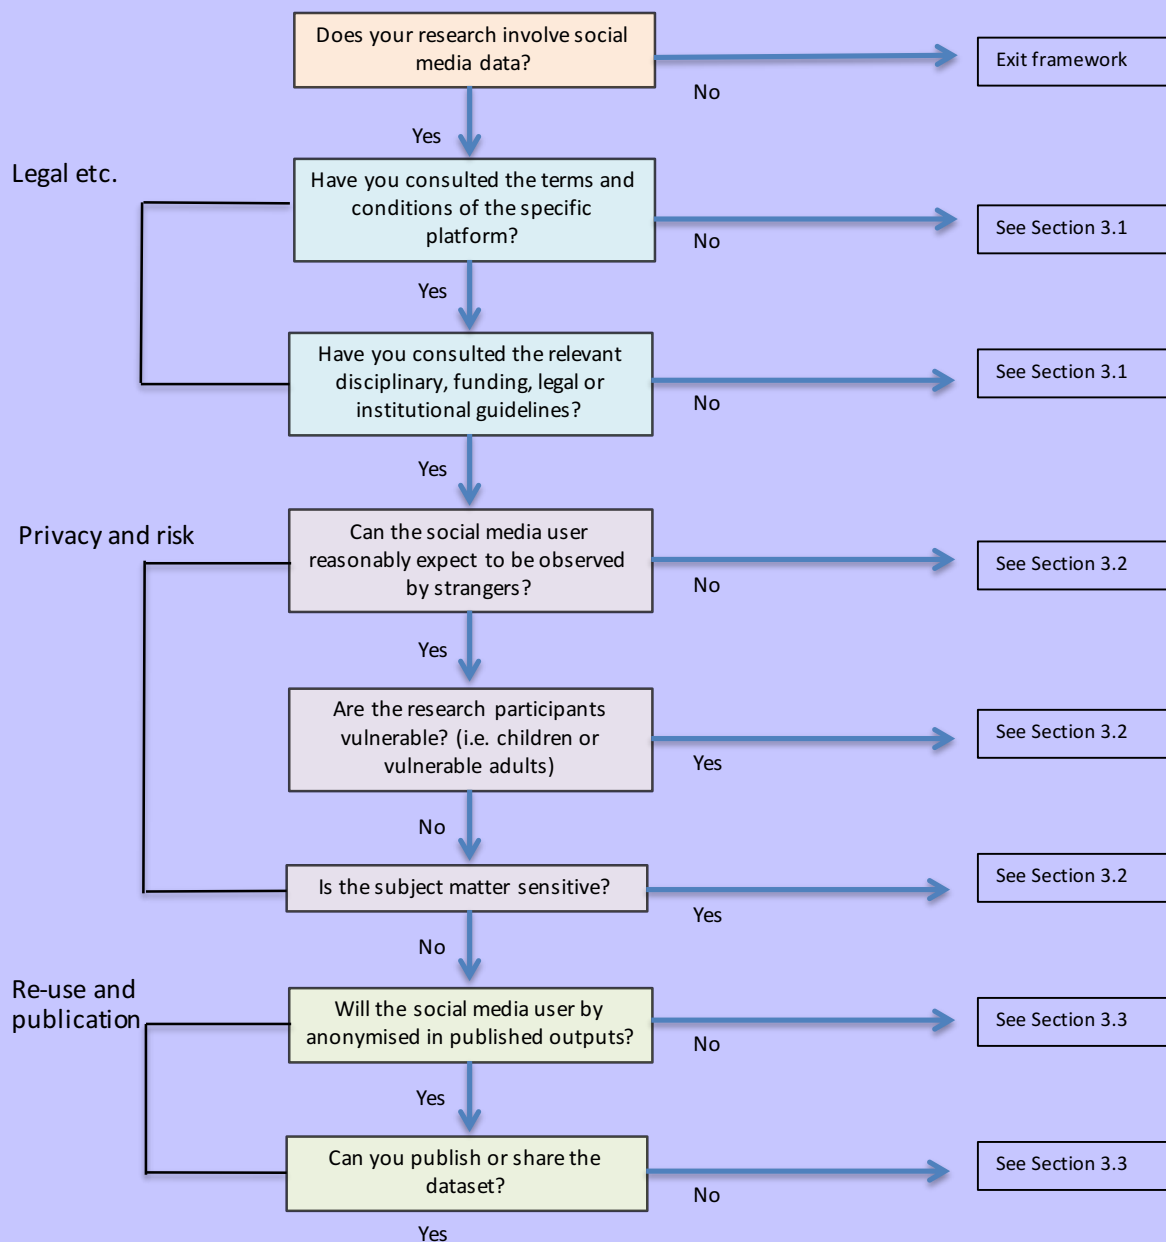 Does your research involve social
media data?
Exit framework
No
Yes
Legal etc.
Have you consulted the terms and
conditions of the specific
platform?
See Section 3.1
No
Yes
Have you consulted the relevant
disciplinary, funding, legal or
institutional guidelines?
See Section 3.1
No
Yes
Privacy and risk
Can the social media user
reasonably expect to be observed
by strangers?
See Section 3.2
No
Yes
Are the research participants
vulnerable? (i.e. children or
vulnerable adults)
See Section 3.2
Yes
No
Is the subject matter sensitive?
See Section 3.2
Yes
No
Re-use and
publication
Will the social media user by
anonymised in published outputs?
See Section 3.3
No
Yes
Can you publish or share the
dataset?
See Section 3.3
No
Yes